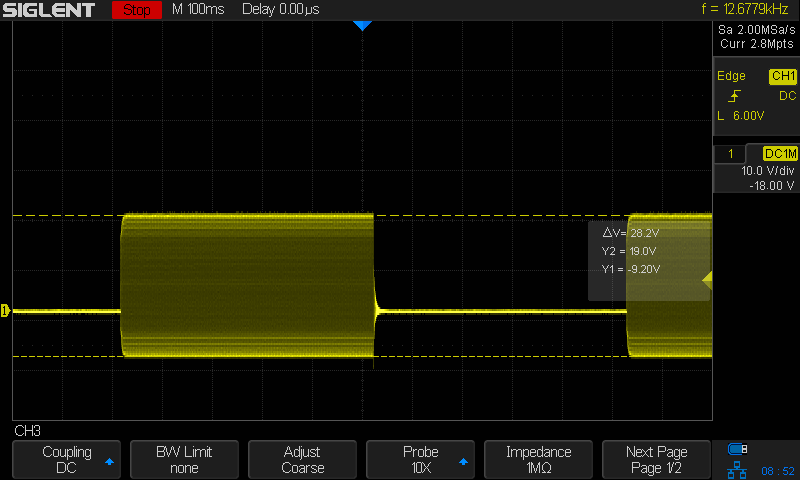 SIGLENT Stop M 100ms Delay 0.00µs f = 12.6779kHz
Sa 2.00MSa/s
Curr 2.8Mpts
Edge CH1
DC
L 6.00V
1 DC1M
10.0 V/div
-18.00 V
ΔV= 28.2V
Y2 = 19.0V
Y1 = -9.20V
1
CH3
Coupling
DC
BW Limit
none
Adjust
Coarse
Probe
10X
Impedance
1MΩ
Next Page
Page 1/2
08:52